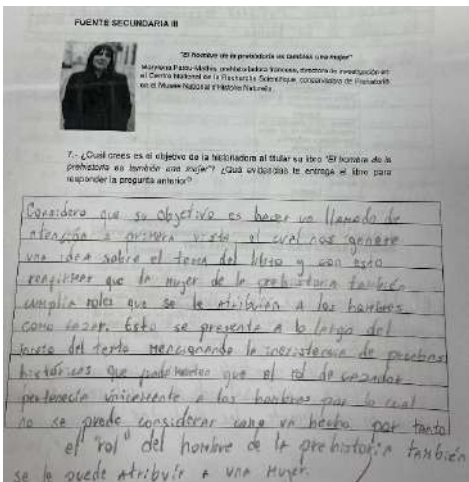 FUENTE SECUNDARIA III
"El hombre de la prehistoria es también una mujer"
Marylène Patou-Mathis, prehistoriadora francesa, directora de investigación en
el Centre National de la Recherche Scientifique, conservadora de Prehistoria
en el Musée National d'Histoire Naturelle.
7.- ¿Cuál crees es el objetivo de la historiadora al titular su libro "El hombre de la
prehistoria es también una mujer"? ¿Qué evidencias te entrega el libro para
responder la pregunta anterior?
Considero que su objetivo es hacer un llamado de
atención a primera vista el cual nos genere
una idea sobre el tema del libro y con esto
reafirmar que la mujer de la prehistoria también
cumplía roles que se le atribuían a los hombres
como cazar. Esto se presenta a lo largo del
del texto mencionando la inexistencia de pruebas
históricas que que el rol de cazador
pertenecía únicamente a los hombres por lo cual
no se puede considerar como un hecho por tanto
el "rol" del hombre de la prehistoria también
se le puede atribuir a una mujer.